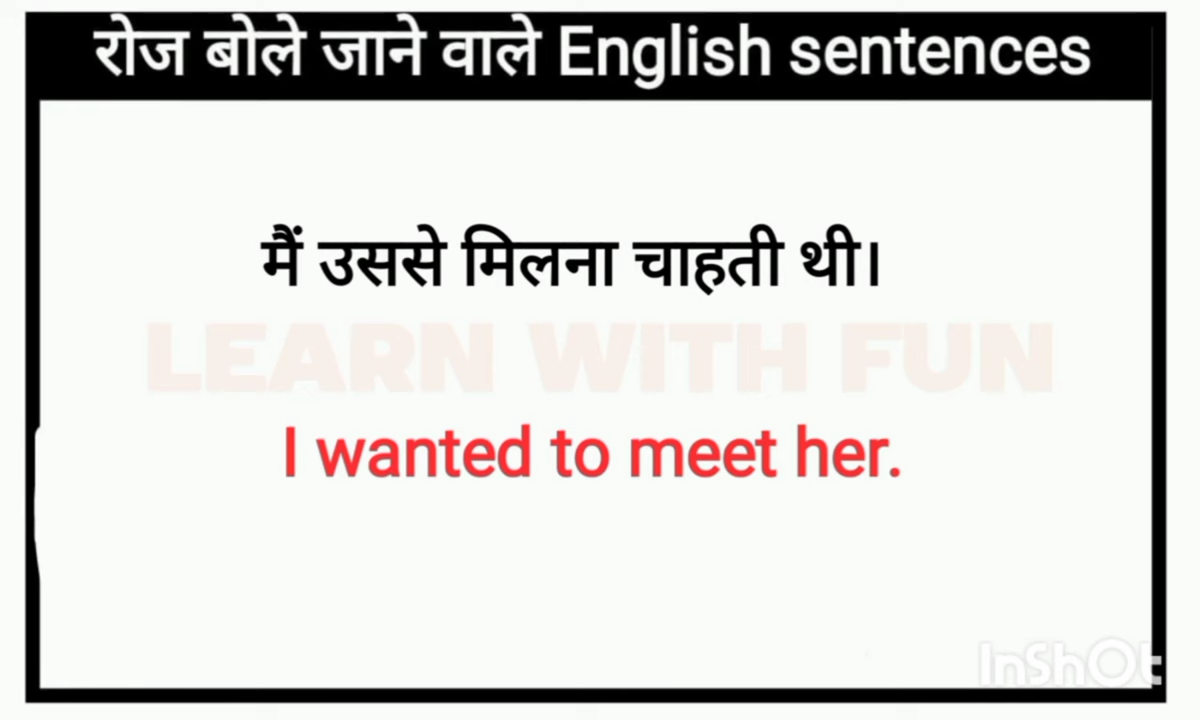 रोज बोले जाने वाले English sentences
मैं उससे मिलना चाहती थी।
LEARN WITH FUN
I wanted to meet her.
InShOt